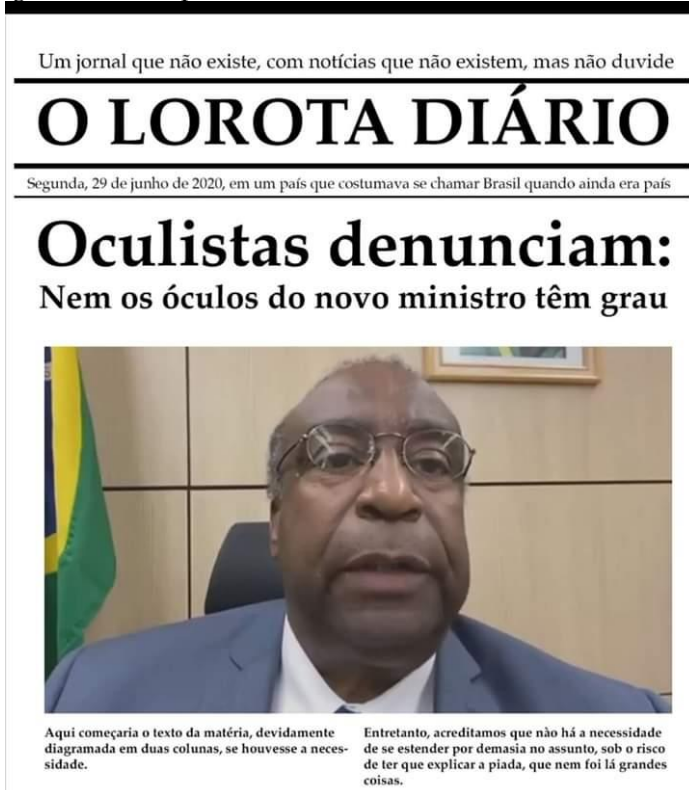 Um jornal que não existe, com notícias que não existem, mas não duvide
O LOROTA DIÁRIO
Segunda, 29 de junho de 2020, em um país que costumava se chamar Brasil quando ainda era país
Oculistas denunciam:
Nem os óculos do novo ministro têm grau
Aqui começaria o texto da matéria, devidamente
diagramada em duas colunas, se houvesse a neces-
sidade.
Entretanto, acreditamos que não há a necessidade
de se estender por demasia no assunto, sob o risco
de ter que explicar a piada, que nem foi lá grandes
coisas.